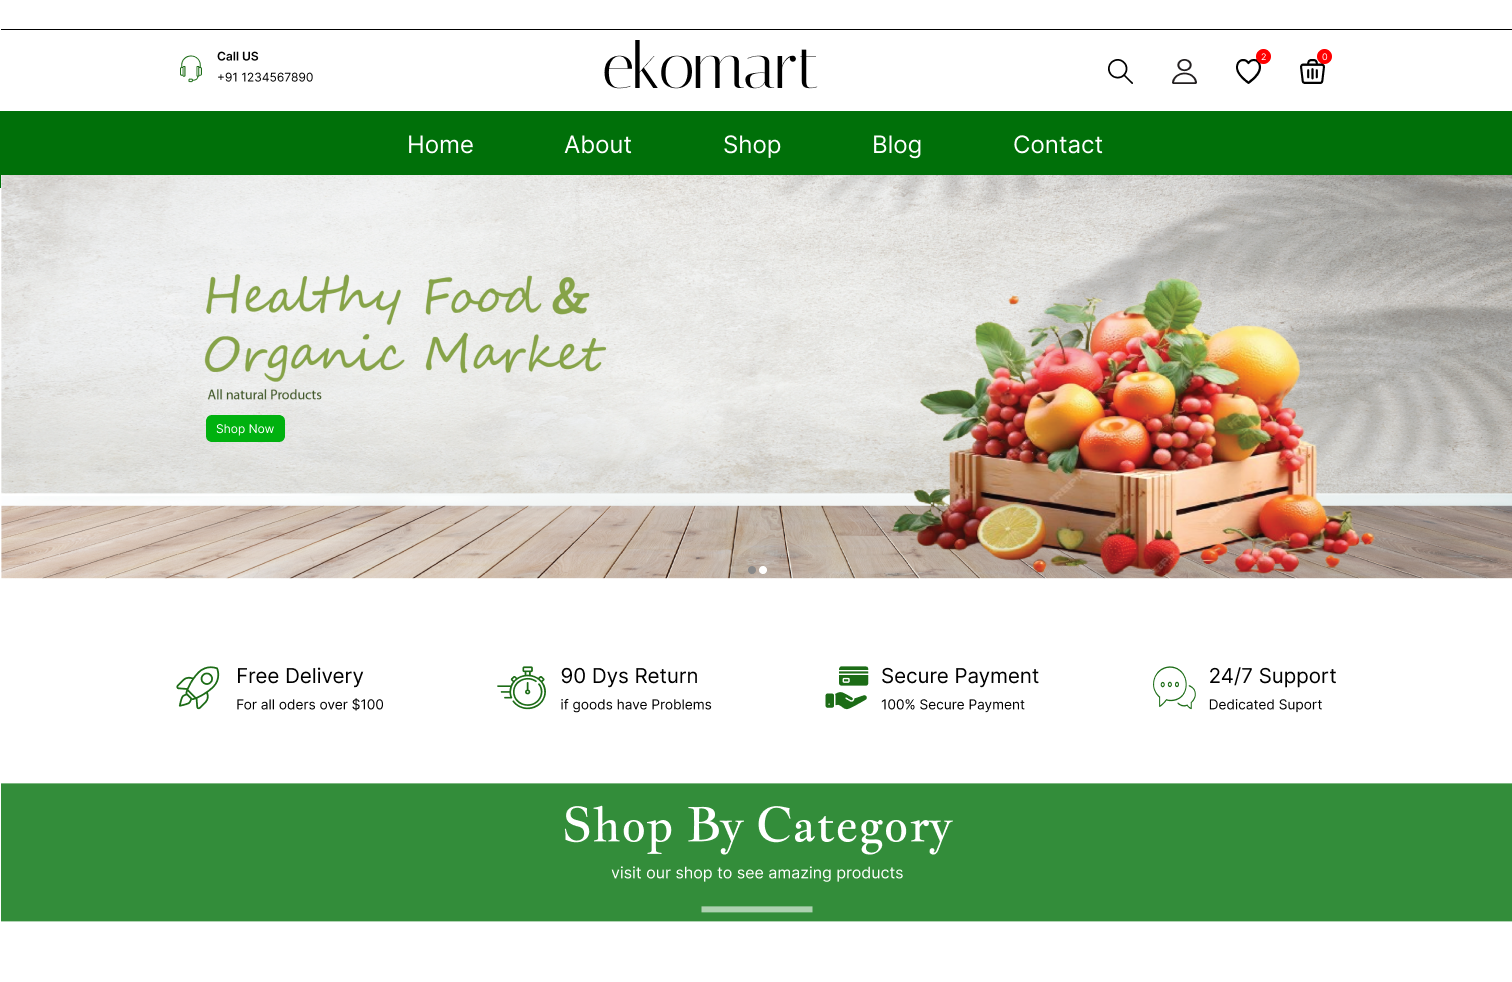 Call US
+91 1234567890
ekomart
2
0
Home About Shop Blog Contact
Healthy Food &
Organic Market
All natural Products
Shop Now
Free Delivery
For all oders over $100
90 Dys Return
if goods have Problems
Secure Payment
100% Secure Payment
24/7 Support
Dedicated Suport
Shop By Category
visit our shop to see amazing products